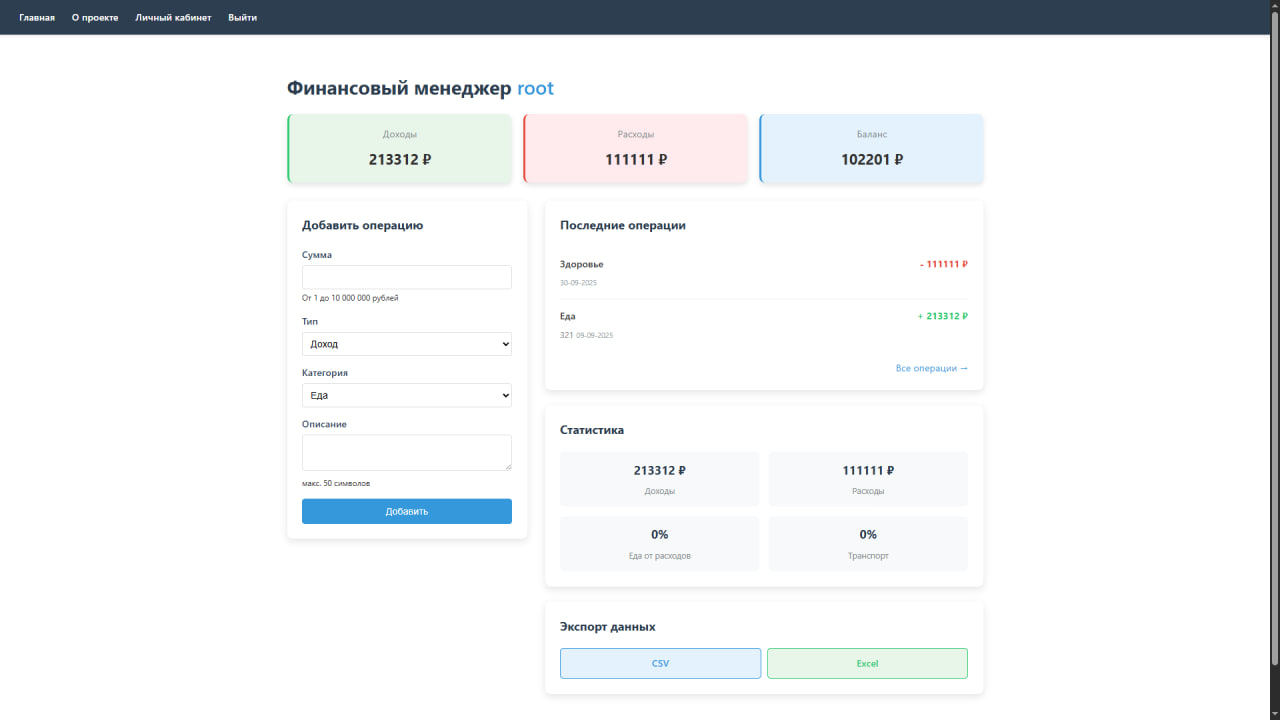 Главная О проекте Личный кабинет Выйти
Финансовый менеджер root
Доходы
213312 ₽
Расходы
111111 ₽
Баланс
102201 ₽
Добавить операцию
Сумма
От 1 до 10 000 000 рублей
Тип
Доход
Категория
Еда
Описание
макс. 50 символов
Добавить
Последние операции
Здоровье - 111111 ₽
30-09-2025
Еда + 213312 ₽
321 09-09-2025
Все операции →
Статистика
213312 ₽
Доходы
111111 ₽
Расходы
0%
Еда от расходов
0%
Транспорт
Экспорт данных
CSV
Excel